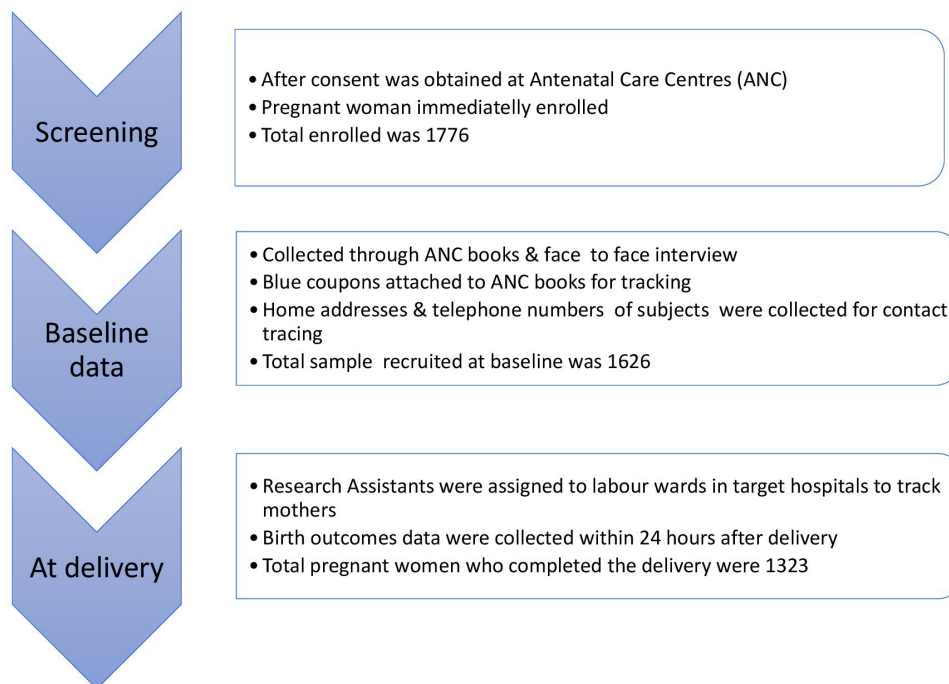 Screening
• After consent was obtained at Antenatal Care Centres (ANC)
• Pregnant woman immediatelly enrolled
• Total enrolled was 1776
Baseline
data
• Collected through ANC books & face to face interview
• Blue coupons attached to ANC books for tracking
• Home addresses & telephone numbers of subjects were collected for contact
tracing
• Total sample recruited at baseline was 1626
At delivery
• Research Assistants were assigned to labour wards in target hospitals to track
mothers
• Birth outcomes data were collected within 24 hours after delivery
• Total pregnant women who completed the delivery were 1323